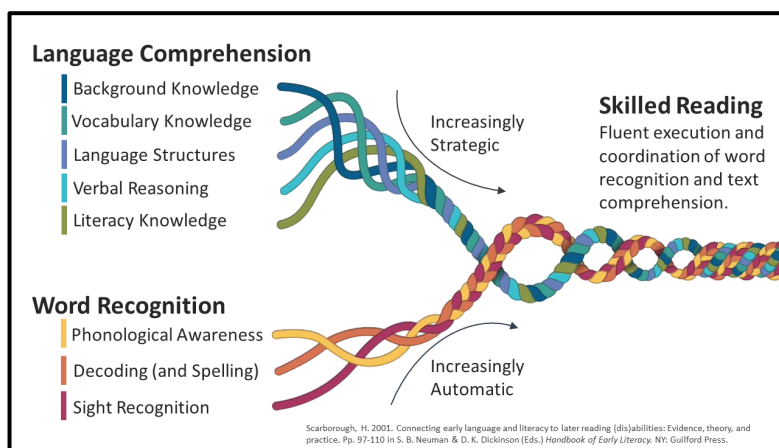 Language Comprehension
Background Knowledge
Vocabulary Knowledge
Language Structures
Verbal Reasoning
Literacy Knowledge
Increasingly
Strategic
Skilled Reading
Fluent execution and
coordination of word
recognition and text
comprehension.
Word Recognition
Phonological Awareness
Decoding (and Spelling)
Sight Recognition
Increasingly
Automatic
Scarborough, H. 2001. Connecting early language and literacy to later reading (dis)abilities: Evidence, theory, and
practice. Pp. 97-110 in S. B. Neuman & D. K. Dickinson (Eds.) Handbook of Early Literacy. NY: Guilford Press.